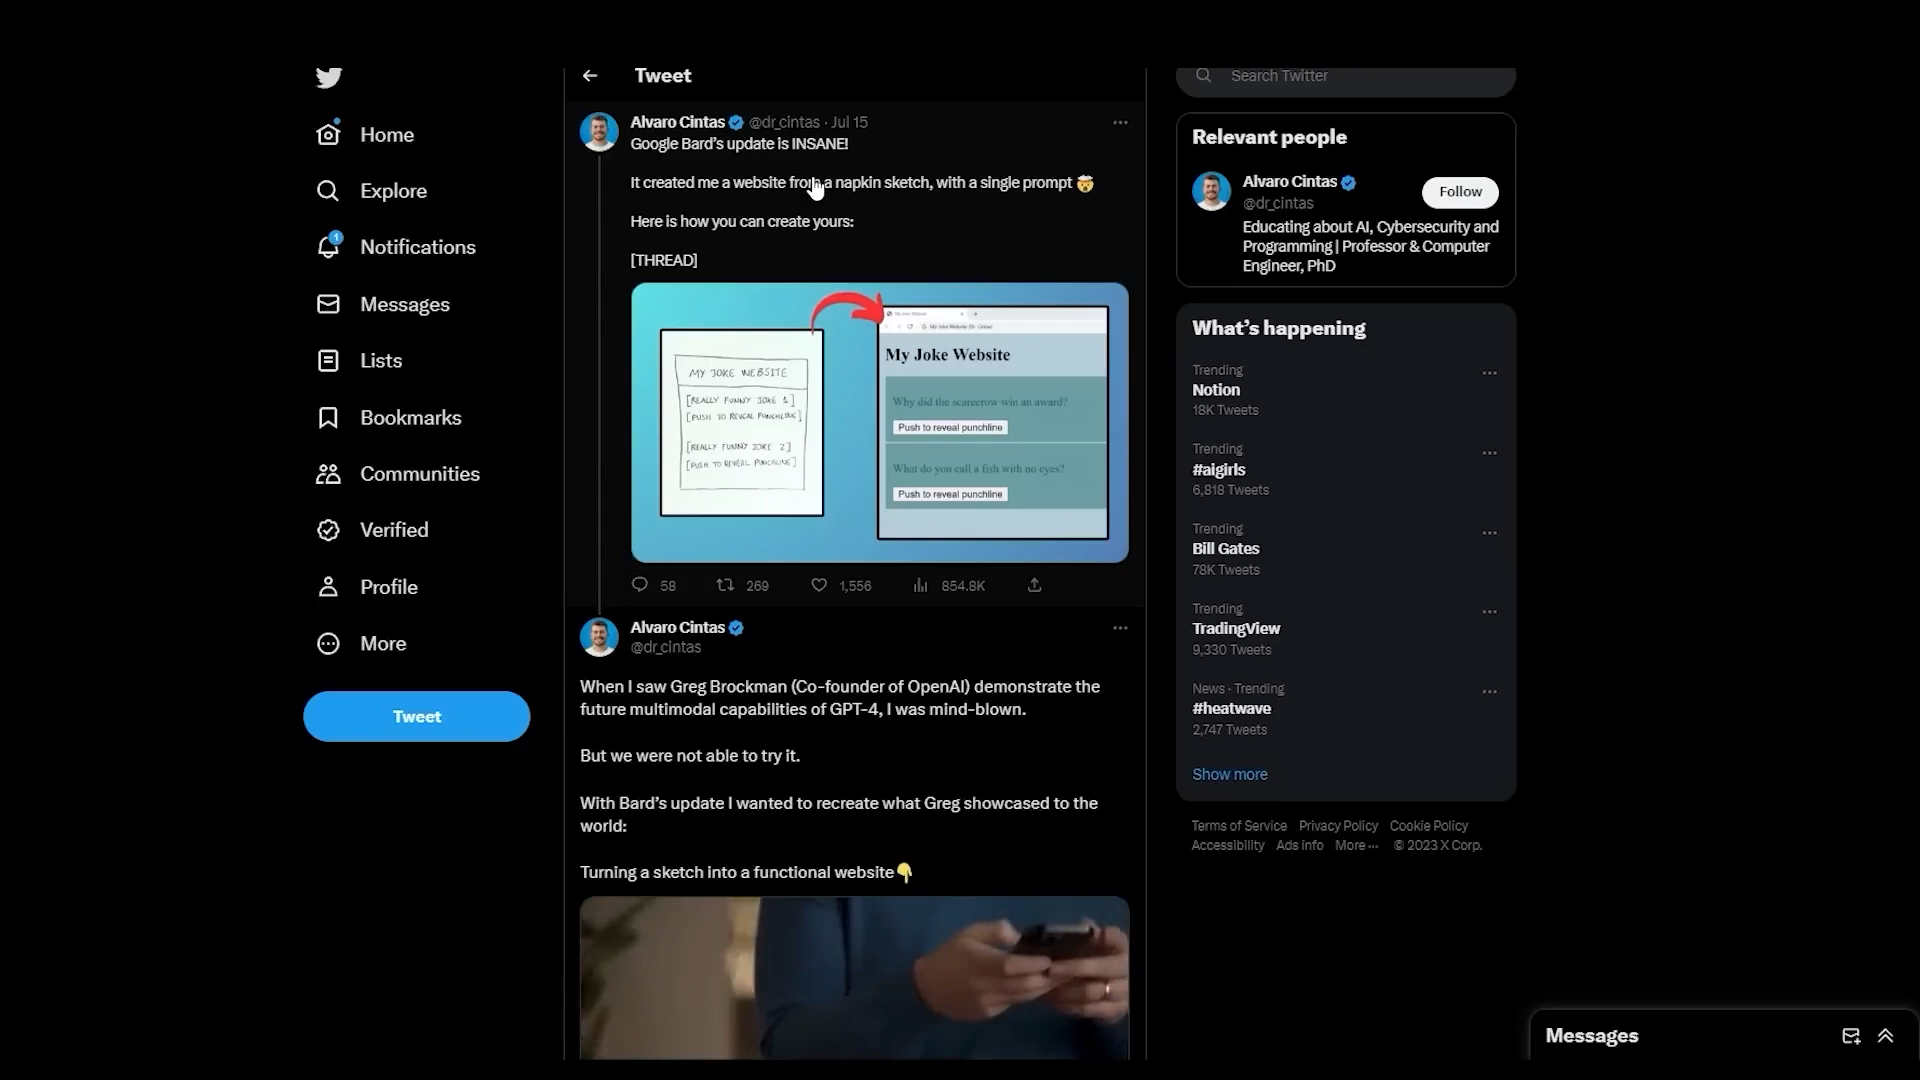 Tweet
Search Twitter
Home
Explore
1
Notifications
Messages
Lists
Bookmarks
Communities
Verified
Profile
More
Tweet
Alvaro Cintas @dr_cintas · Jul 15
Google Bard's update is INSANE!
It created me a website from a napkin sketch, with a single prompt 🤯
Here is how you can create yours:
[THREAD]
MY JOKE WEBSITE
[REALLY FUNNY JOKE 1]
[PUSH TO REVEAL PUNCHLINE]
[REALLY FUNNY JOKE 2]
[PUSH TO REVEAL PUNCHLINE]
My Joke Website
My Joke Website (Dr. Cintas)
My Joke Website
Why did the scarecrow win an award?
Push to reveal punchline
What do you call a fish with no eyes?
Push to reveal punchline
58 269 1,556 854.8K
Alvaro Cintas
@dr_cintas
When I saw Greg Brockman (Co-founder of OpenAI) demonstrate the
future multimodal capabilities of GPT-4, I was mind-blown.
But we were not able to try it.
With Bard's update I wanted to recreate what Greg showcased to the
world:
Turning a sketch into a functional website👇
Relevant people
Alvaro Cintas
@dr_cintas
Follow
Educating about AI, Cybersecurity and
Programming | Professor & Computer
Engineer, PhD
What's happening
Trending
Notion
18K Tweets
Trending
#aigirls
6,818 Tweets
Trending
Bill Gates
78K Tweets
Trending
TradingView
9,330 Tweets
News · Trending
#heatwave
2,747 Tweets
Show more
Terms of Service Privacy Policy Cookie Policy
Accessibility Ads info More ··· © 2023 X Corp.
Messages